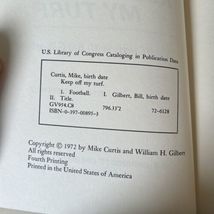 U.S. Library of Congress Cataloging in Publication Data
Curtis, Mike, birth date
Keep off my turf.
1. Football. I. Gilbert, Bill, birth date
II. Title.
GV954.C8 796.33'2 72-6128
ISBN-0-397-00895-3
Copyright © 1972 by Mike Curtis and William H. Gilbert
All rights reserved
Fourth Printing
Printed in the United States of America